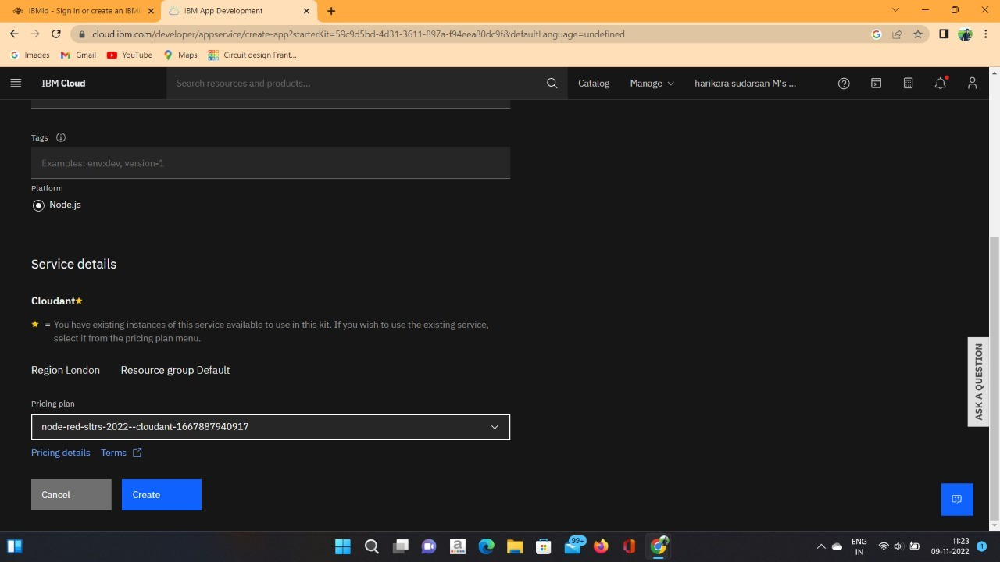 IBMid - Sign in or create an IBMi
IBM App Development
cloud.ibm.com/developer/appservice/create-app?starterKit=59c9d5bd-4d31-3611-897a-f94eea80dc9f&defaultLanguage=undefined
Images Gmail YouTube Maps Circuit design Frant...
IBM Cloud Search resources and products... Catalog Manage harikara sudarsan M's ...
Tags
Examples: env:dev, version-1
Platform
Node.js
Service details
Cloudant
= You have existing instances of this service available to use in this kit. If you wish to use the existing service,
select it from the pricing plan menu.
Region London Resource group Default
Pricing plan
node-red-sltrs-2022--cloudant-1667887940917
Pricing details Terms
Cancel Create
ASK A QUESTION
99+
ENG
IN
11:23
09-11-2022
1